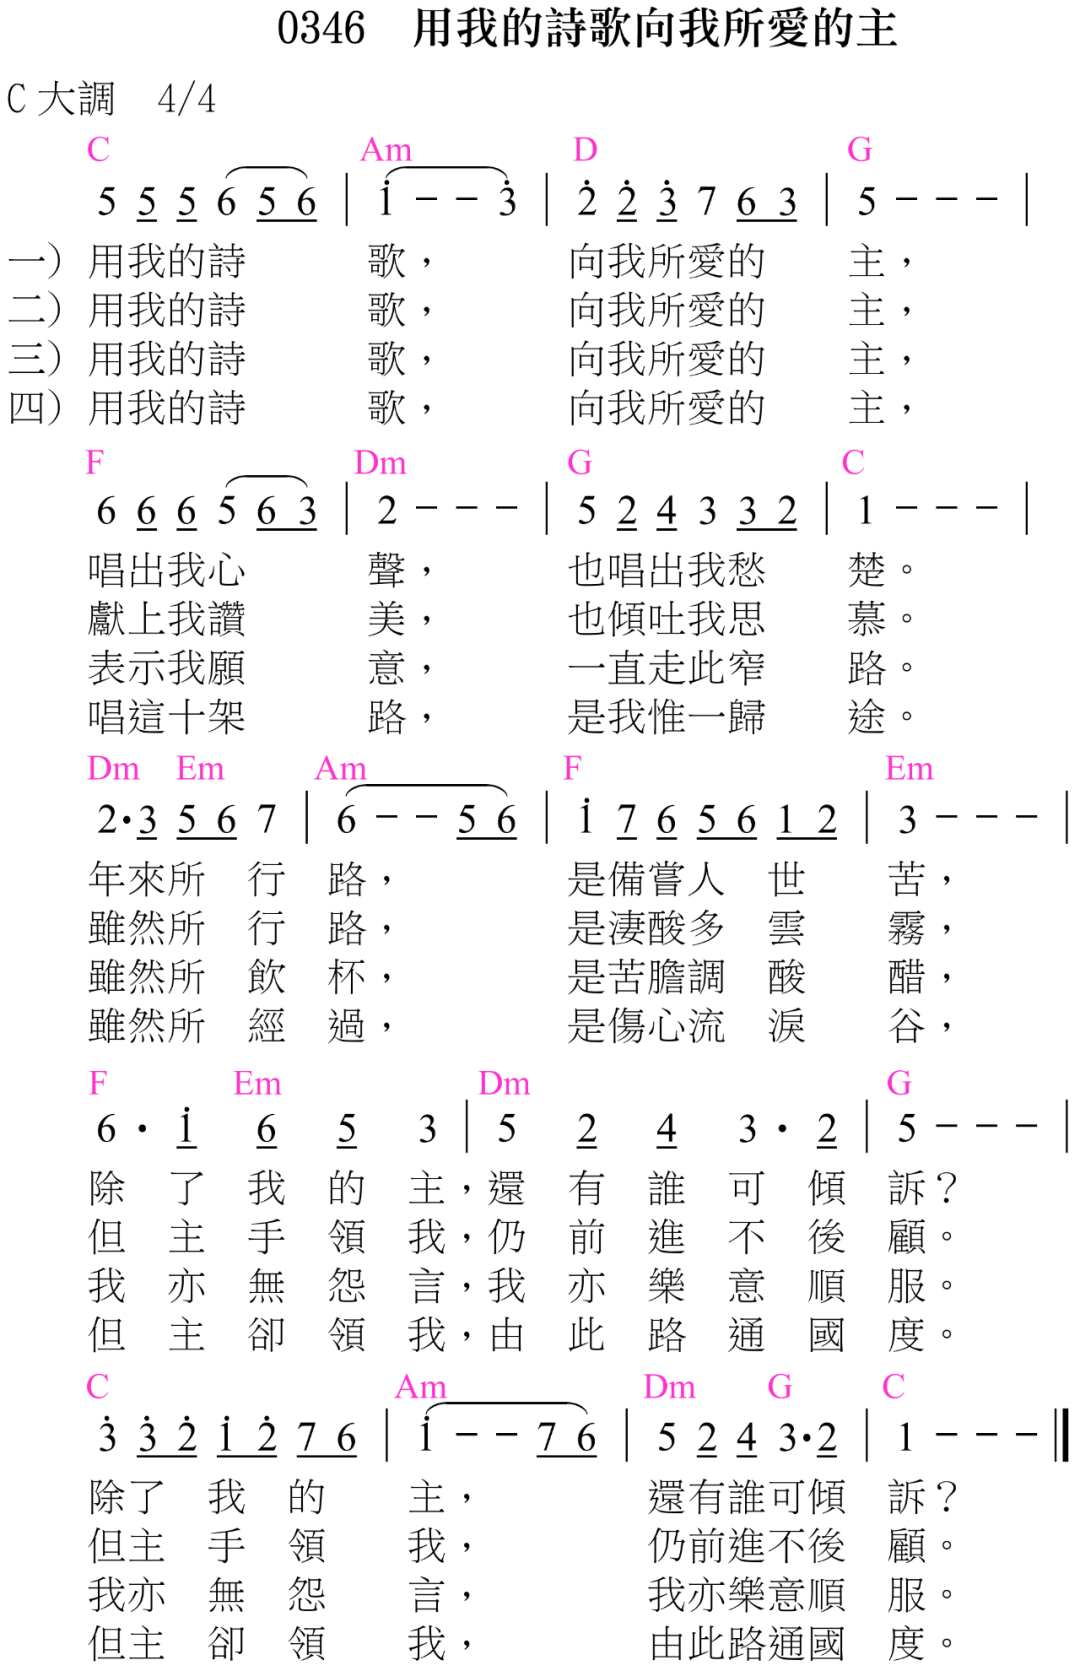 0346 用我的詩歌向我所愛的主
C 大調 4/4
C Am D G
5 5 5 6 5 6 | i - - 3̇ | 2̇ 2̇ 3̇ 7 6 3 | 5 - - - |
一）用我的詩 歌， 向我所愛的 主，
二）用我的詩 歌， 向我所愛的 主，
三）用我的詩 歌， 向我所愛的 主，
四）用我的詩 歌， 向我所愛的 主，
F Dm G C
6 6 6 5 6 3 | 2 - - - | 5 2 4 3 3 2 | 1 - - - |
唱出我心 聲， 也唱出我愁 楚。
獻上我讚 美， 也傾吐我思 慕。
表示我願 意， 一直走此窄 路。
唱這十架 路， 是我惟一歸 途。
Dm Em Am F Em
2•3 5 6 7 | 6 - - 5 6 | 1̇ 7 6 5 6 1 2 | 3 - - - |
年來所 行 路， 是備嘗人 世 苦，
雖然所 行 路， 是淒酸多 雲 霧，
雖然所 飲 杯， 是苦膽調 酸 醋，
雖然所 經 過， 是傷心流 淚 谷，
F Em Dm G
6 • 1̇ 6 5 3 | 5 2 4 3 • 2 | 5 - - - |
除 了 我 的 主，還 有 誰 可 傾 訴？
但 主 手 領 我，仍 前 進 不 後 顧。
我 亦 無 怨 言，我 亦 樂 意 順 服。
但 主 卻 領 我，由 此 路 通 國 度。
C Am Dm G C
3̇ 3̇ 2̇ 1̇ 2̇ 7 6 | 1̇ - - 7 6 | 5 2 4 3•2 | 1 - - - ‖
除了 我 的 主， 還有誰可傾 訴？
但主 手 領 我， 仍前進不後 顧。
我亦 無 怨 言， 我亦樂意順 服。
但主 卻 領 我， 由此路通國 度。